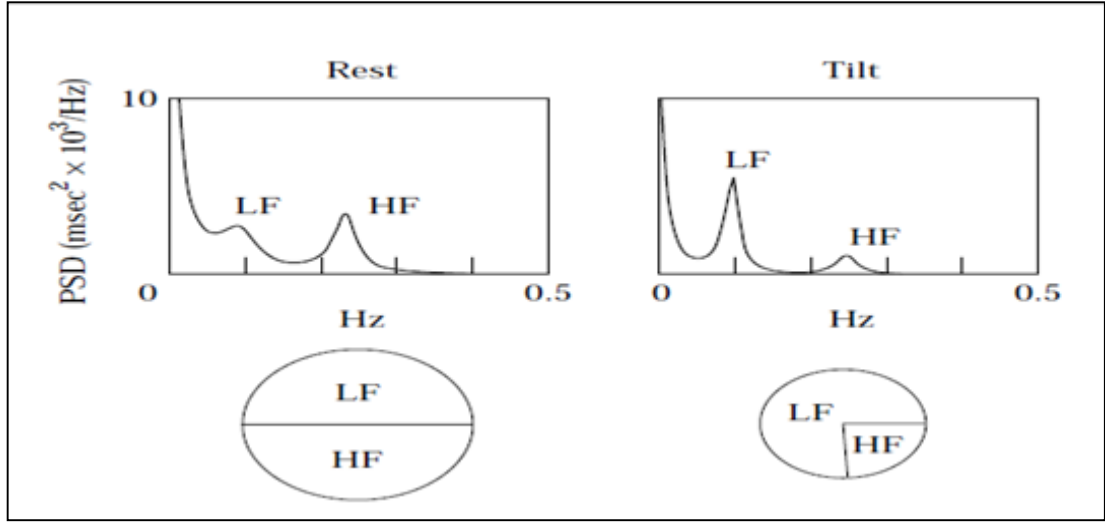 Rest
PSD (msec² x 10³/Hz)
10
LF
HF
0
0.5
Hz
LF
HF
Tilt
LF
HF
0
0.5
Hz
LF
HF